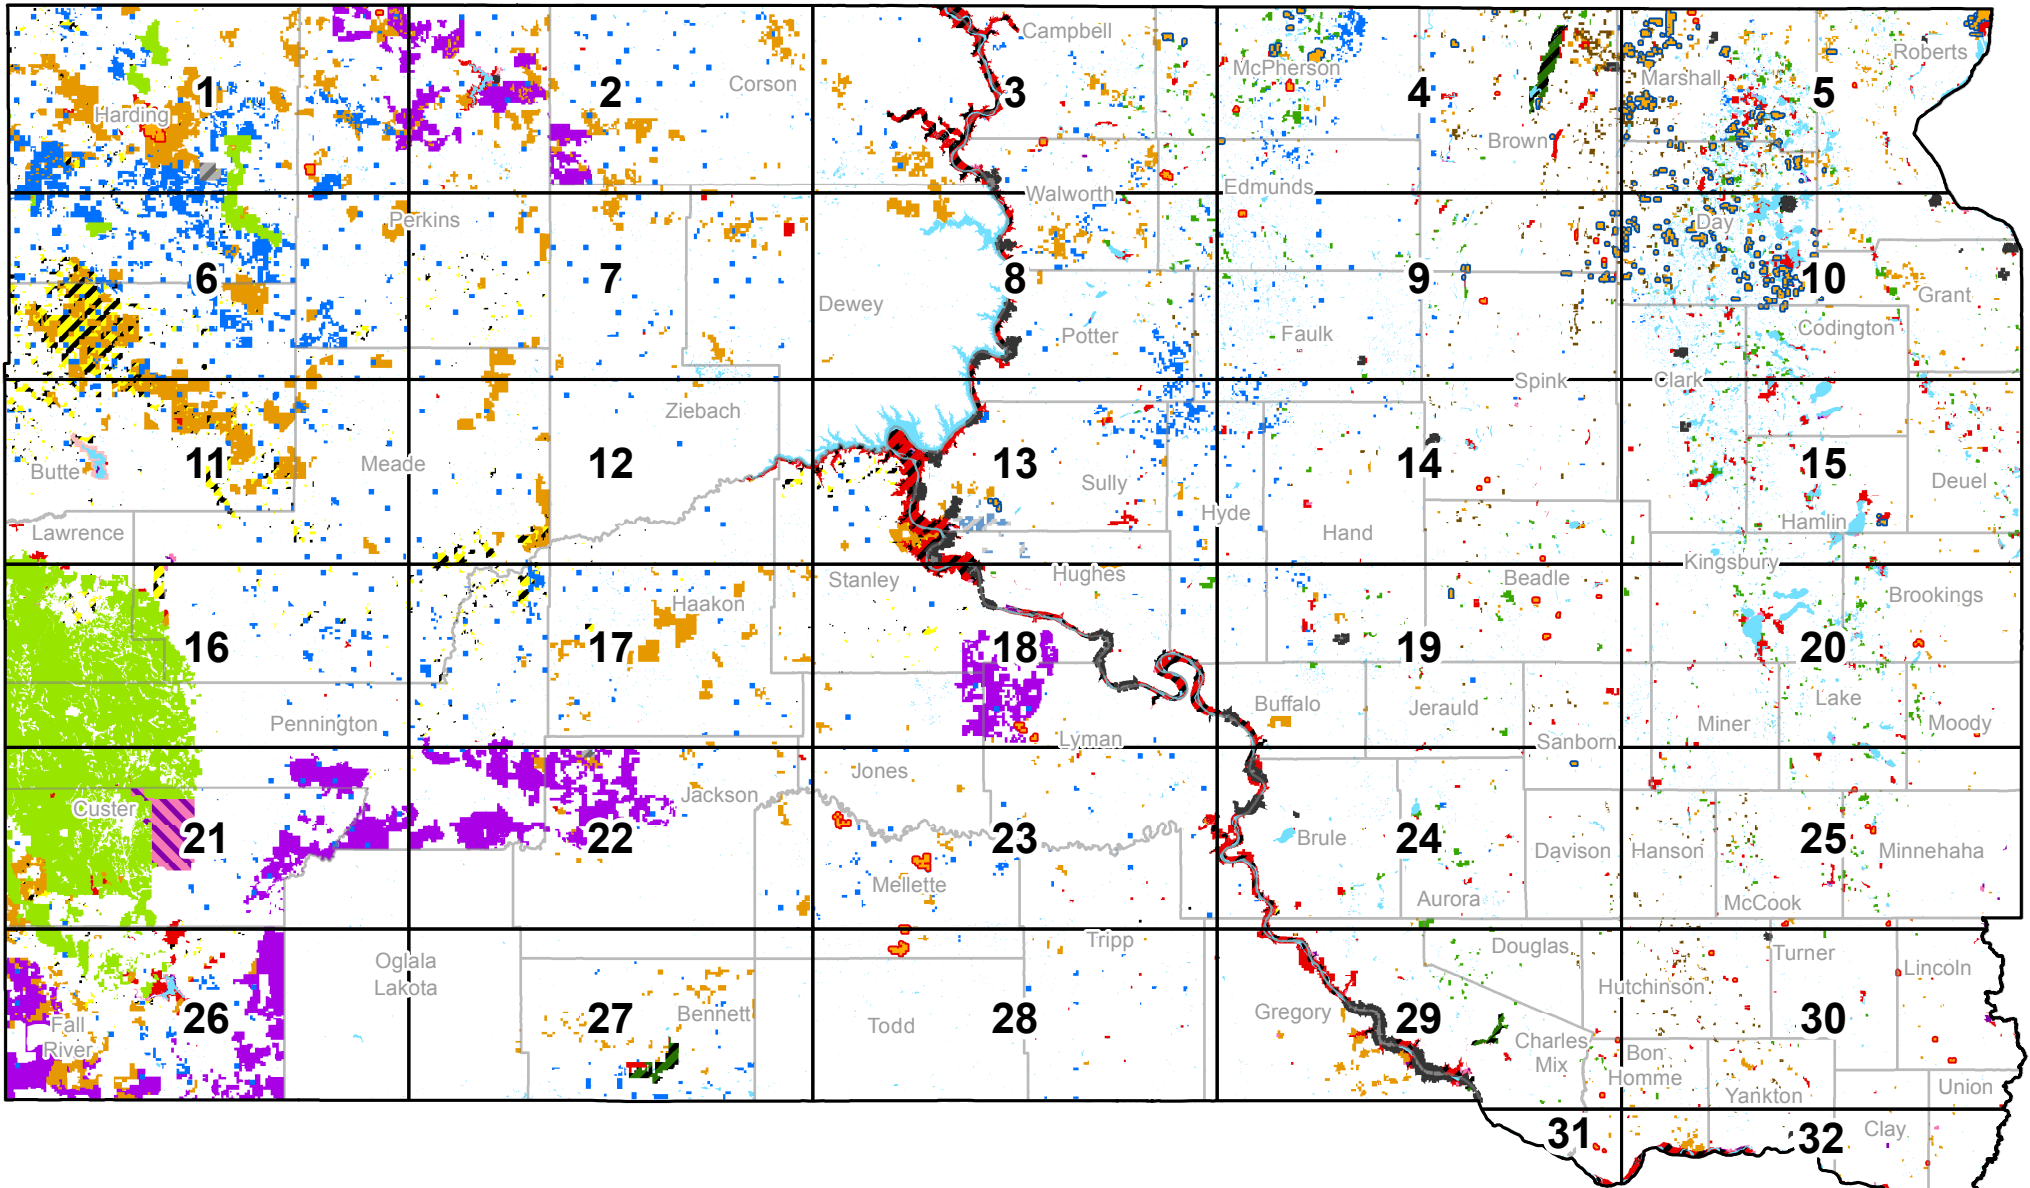 Campbell
Roberts
McPherson
Marshall
Corson
1
2
3
4
5
Harding
Brown
Edmunds
Walworth
Perkins
Day
6
7
8
9
10
Dewey
Grant
Potter
Faulk
Codington
Spink
Clark
Ziebach
Butte
11
Meade
12
13
14
15
Sully
Deuel
Hyde
Hamlin
Lawrence
Hand
Kingsbury
Stanley
Hughes
Beadle
Haakon
Brookings
16
17
18
19
20
Buffalo
Jerauld
Lake
Pennington
Miner
Moody
Lyman
Sanborn
Jones
Jackson
Custer
21
22
23
24
25
Brule
Davison
Hanson
Minnehaha
Mellette
Aurora
McCook
Tripp
Douglas
Turner
Oglala
Lakota
Lincoln
Hutchinson
Fall
River
26
27
Bennett
Todd
28
Gregory
29
30
Charles
Mix
Bon
Homme
Yankton
Union
31
32
Clay